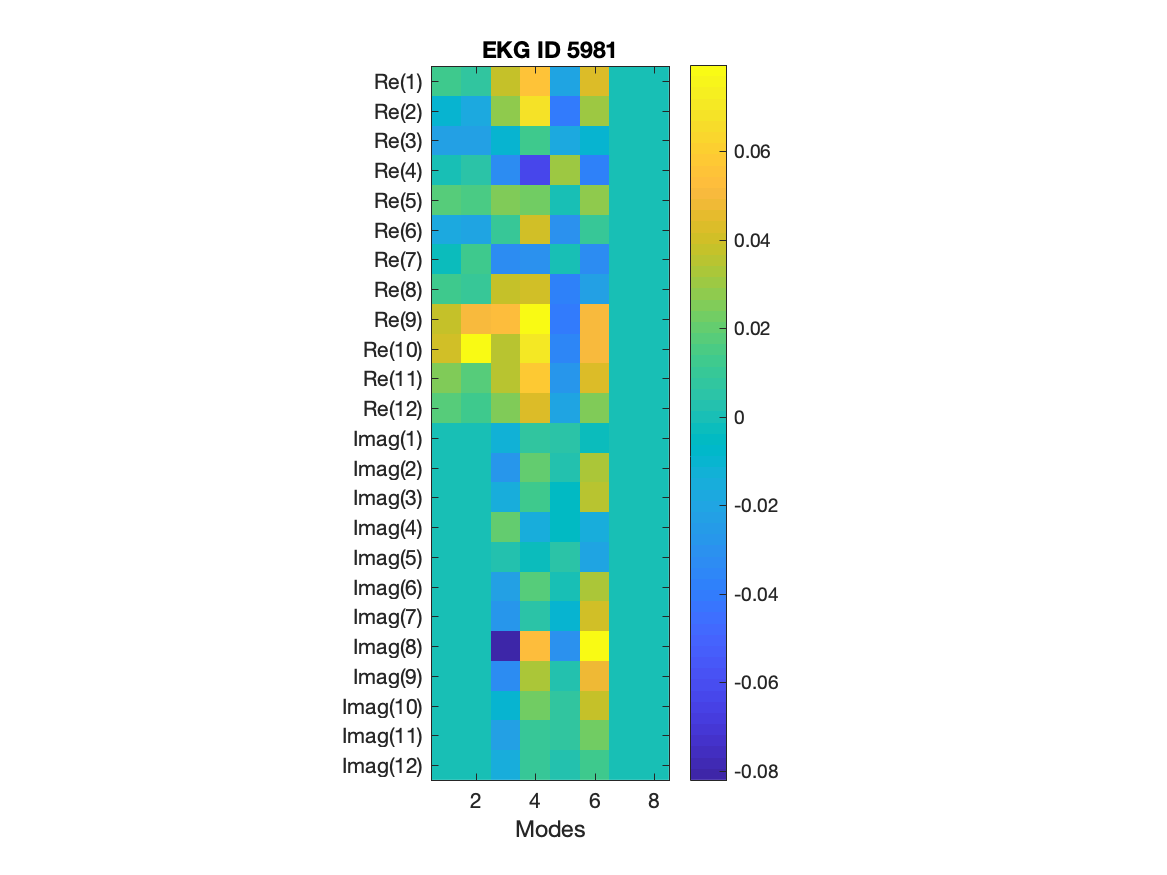 EKG ID 5981
Re(1)
Re(2)
Re(3)
Re(4)
Re(5)
Re(6)
Re(7)
Re(8)
Re(9)
Re(10)
Re(11)
Re(12)
Imag(1)
Imag(2)
Imag(3)
Imag(4)
Imag(5)
Imag(6)
Imag(7)
Imag(8)
Imag(9)
Imag(10)
Imag(11)
Imag(12)
2 4 6 8
Modes
0.06
0.04
0.02
0
-0.02
-0.04
-0.06
-0.08